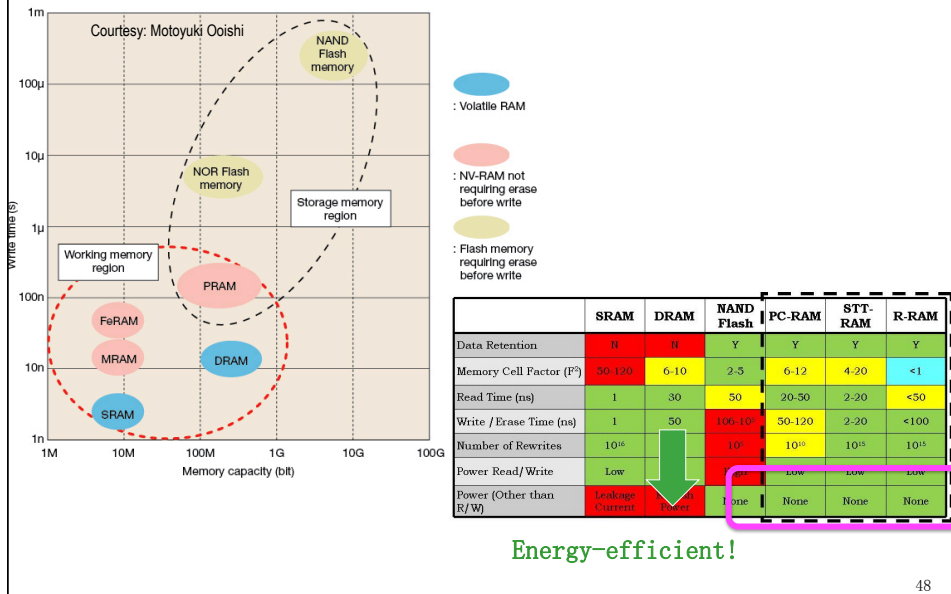 Courtesy: Motoyuki Ooishi
1m
100μ
10μ
1μ
100n
10n
1n
Write time (s)
NAND
Flash
memory
NOR Flash
memory
Storage memory
region
Working memory
region
PRAM
FeRAM
MRAM
DRAM
SRAM
1M 10M 100M 1G 10G 100G
Memory capacity (bit)
: Volatile RAM
: NV-RAM not
requiring erase
before write
: Flash memory
requiring erase
before write
SRAM DRAM NAND Flash PC-RAM STT-RAM R-RAM
Data Retention N N Y Y Y Y
Memory Cell Factor (F²) 50-120 6-10 2-5 6-12 4-20 <1
Read Time (ns) 1 30 50 20-50 2-20 <50
Write /Erase Time (ns) 1 50 50-120 2-20 <100
Number of Rewrites 10¹⁶ 10¹⁰ 10¹⁵ 10¹⁵
Power Read/Write Low High Low Low Low
Power (Other than R/W) Leakage Current Power None None None None
Energy-efficient!
48